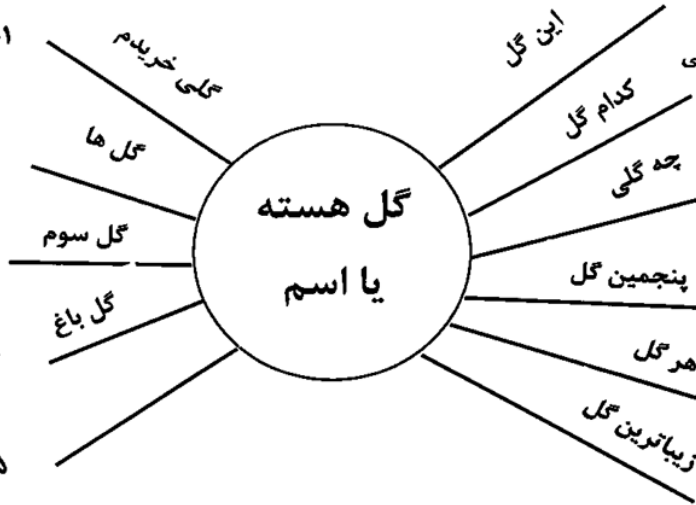 گل هسته
یا اسم
این گل
کدام گل
چه گلی
پنجمین گل
هر گل
زیباترین گل
گلی خریدم
گل ها
گل سوم
گل باغ